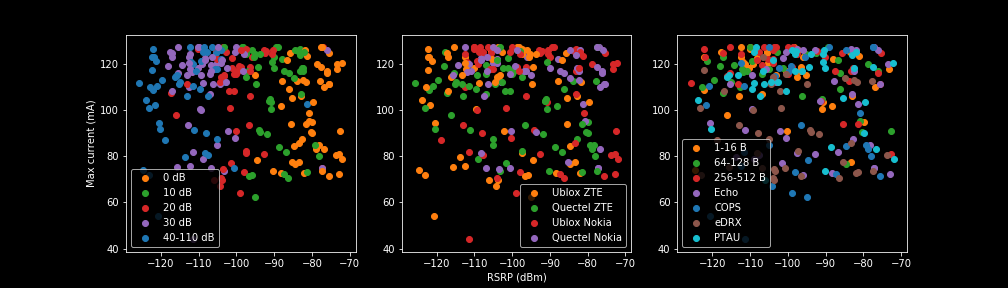 Max current (mA)
120
100
80
60
40
0 dB
10 dB
20 dB
30 dB
40-110 dB
−120 −110 −100 −90 −80 −70
120
100
80
60
40
Ublox ZTE
Quectel ZTE
Ublox Nokia
Quectel Nokia
−120 −110 −100 −90 −80 −70
RSRP (dBm)
120
100
80
60
40
1-16 B
64-128 B
256-512 B
Echo
COPS
eDRX
PTAU
−120 −110 −100 −90 −80 −70